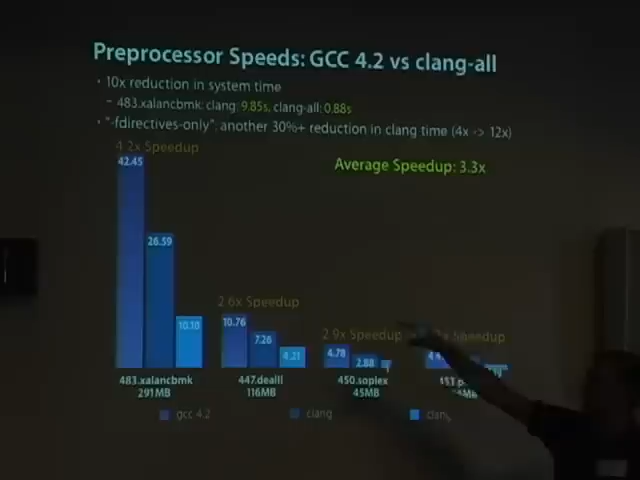 Preprocessor Speeds: GCC 4.2 vs clang-all
• 10x reduction in system time
– 483.xalancbmk: clang: 9.85s, clang-all: 0.88s
• "-fdirectives-only": another 30%+ reduction in clang time (4x -> 12x)
4.2x Speedup
Average Speedup: 3.3x
42.45
26.59
10.10
2.6x Speedup
10.76
7.26
4.21
2.9x Speedup
4.78
2.88
Speedup
483.xalancbmk
291MB
447.dealII
116MB
450.soplex
45MB
gcc 4.2
clang